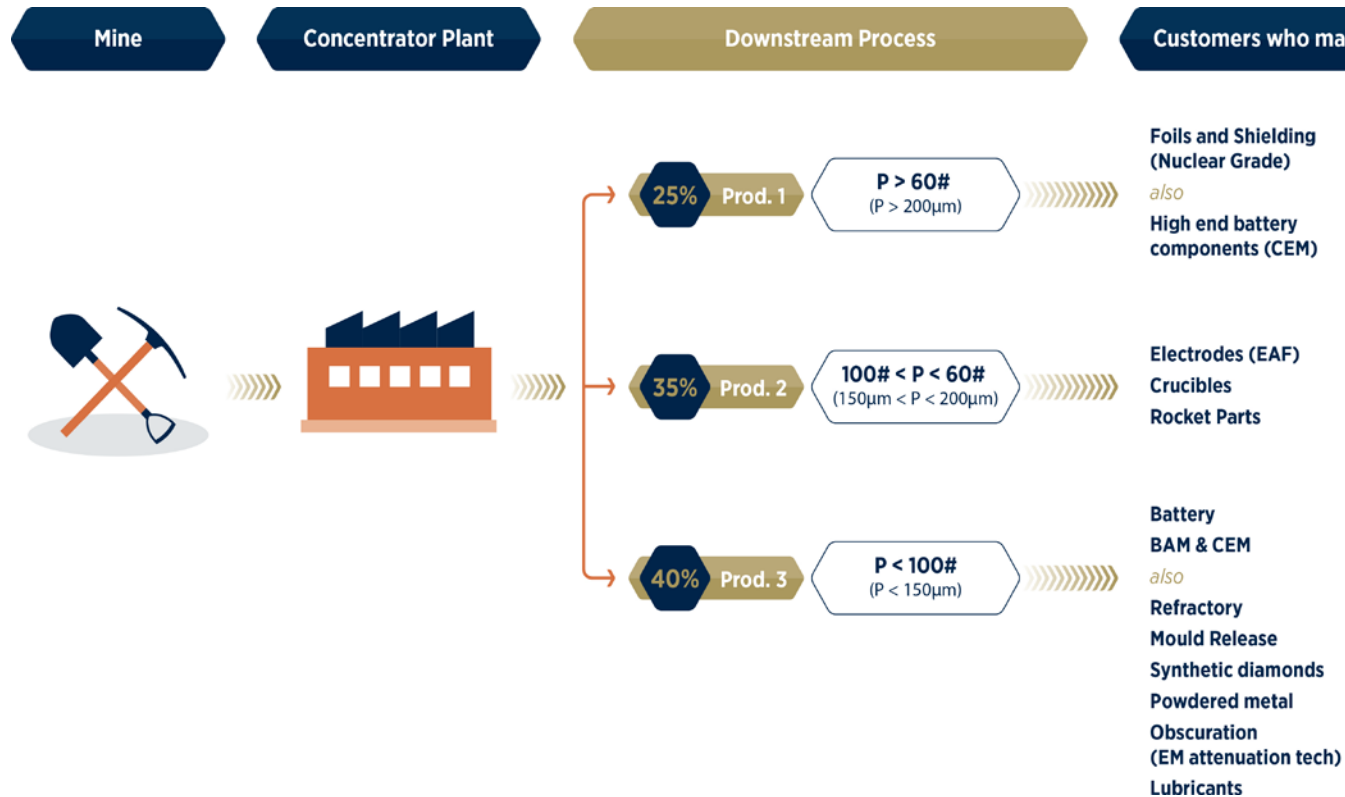 Mine
Concentrator Plant
Downstream Process
Customers who ma
25%
Prod. 1
P > 60#
(P > 200µm)
Foils and Shielding
(Nuclear Grade)
also
High end battery
components (CEM)
35%
Prod. 2
100# < P < 60#
(150µm < P < 200µm)
Electrodes (EAF)
Crucibles
Rocket Parts
40%
Prod. 3
P < 100#
(P < 150µm)
Battery
BAM & CEM
also
Refractory
Mould Release
Synthetic diamonds
Powdered metal
Obscuration
(EM attenuation tech)
Lubricants